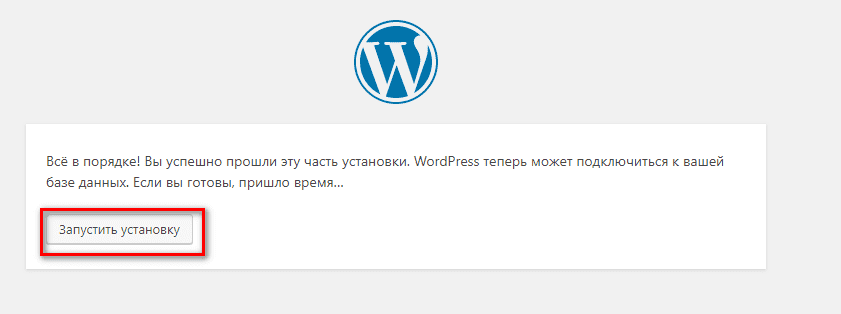 Всё в порядке! Вы успешно прошли эту часть установки. WordPress теперь может подключиться к вашей
базе данных. Если вы готовы, пришло время…
Запустить установку